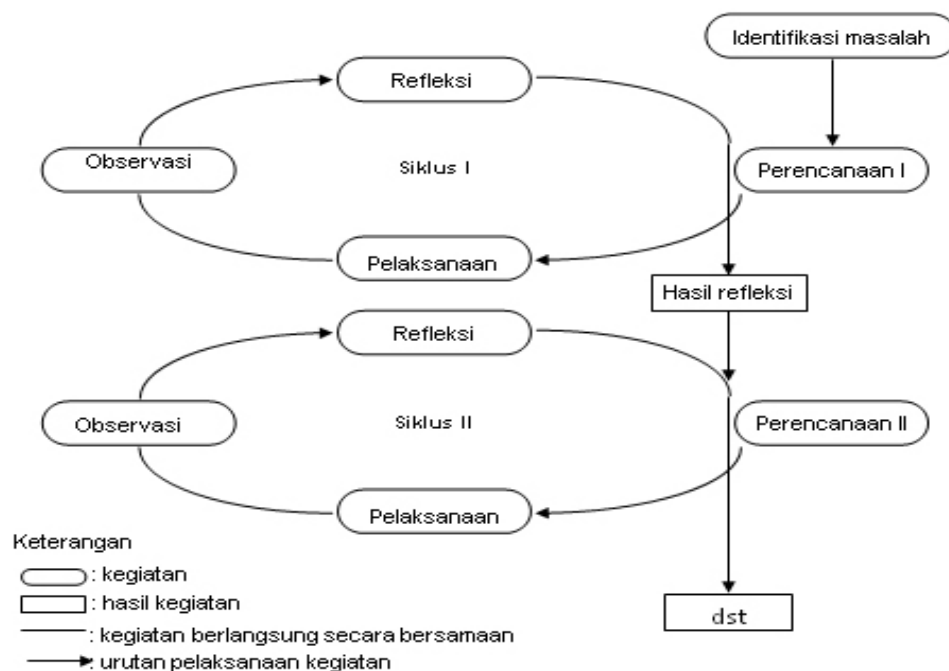 Identifikasi masalah
Refleksi
Observasi
Siklus I
Perencanaan I
Pelaksanaan
Hasil refleksi
Refleksi
Observasi
Siklus II
Perencanaan II
Pelaksanaan
Keterangan
: kegiatan
: hasil kegiatan
: kegiatan berlangsung secara bersamaan
: urutan pelaksanaan kegiatan
dst